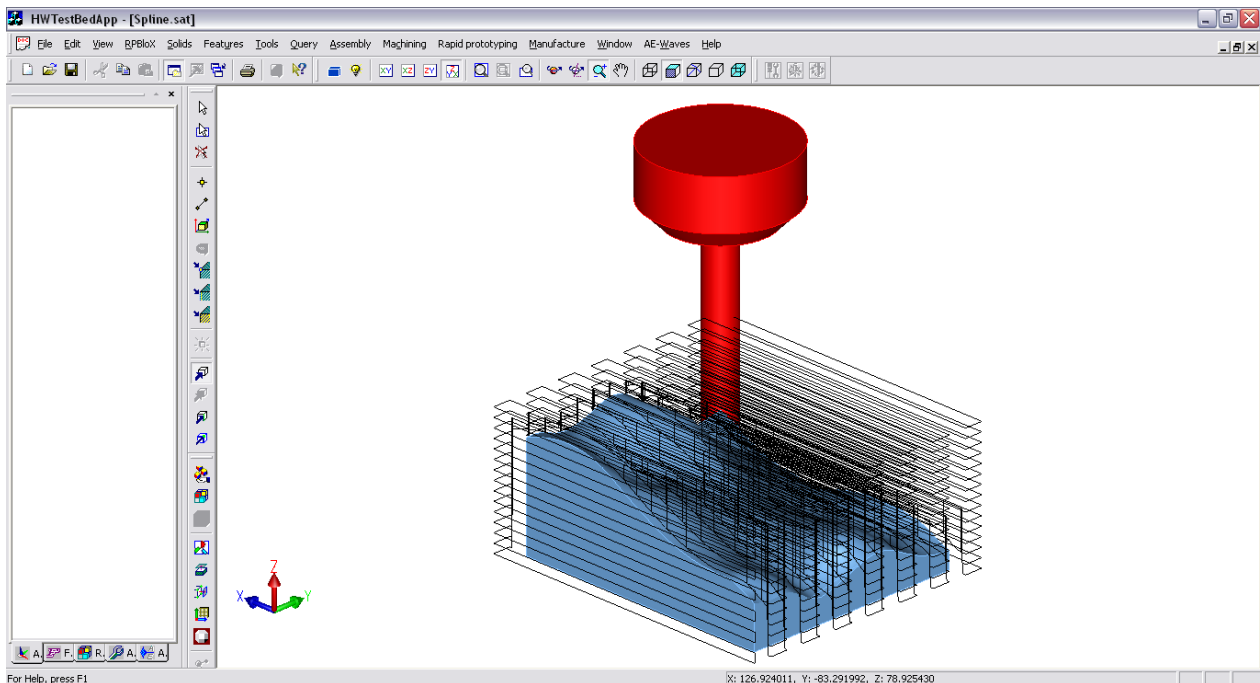 HWTestBedApp - [Spline.sat]
File Edit View RPBloX Solids Features Tools Query Assembly Machining Rapid prototyping Manufacture Window AE-Waves Help
XY XZ ZY
Z
X Y
A. F. R. A. A.
For Help, press F1 X: 126.924011, Y: -83.291992, Z: 78.925430